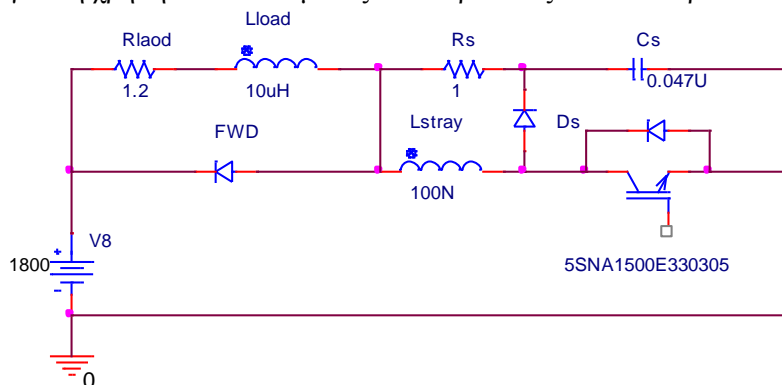 Lload
Rlaod
Rs
Cs
1.2
10uH
1
0.047U
FWD
Lstray
Ds
100N
V8
1800
5SNA1500E330305
0